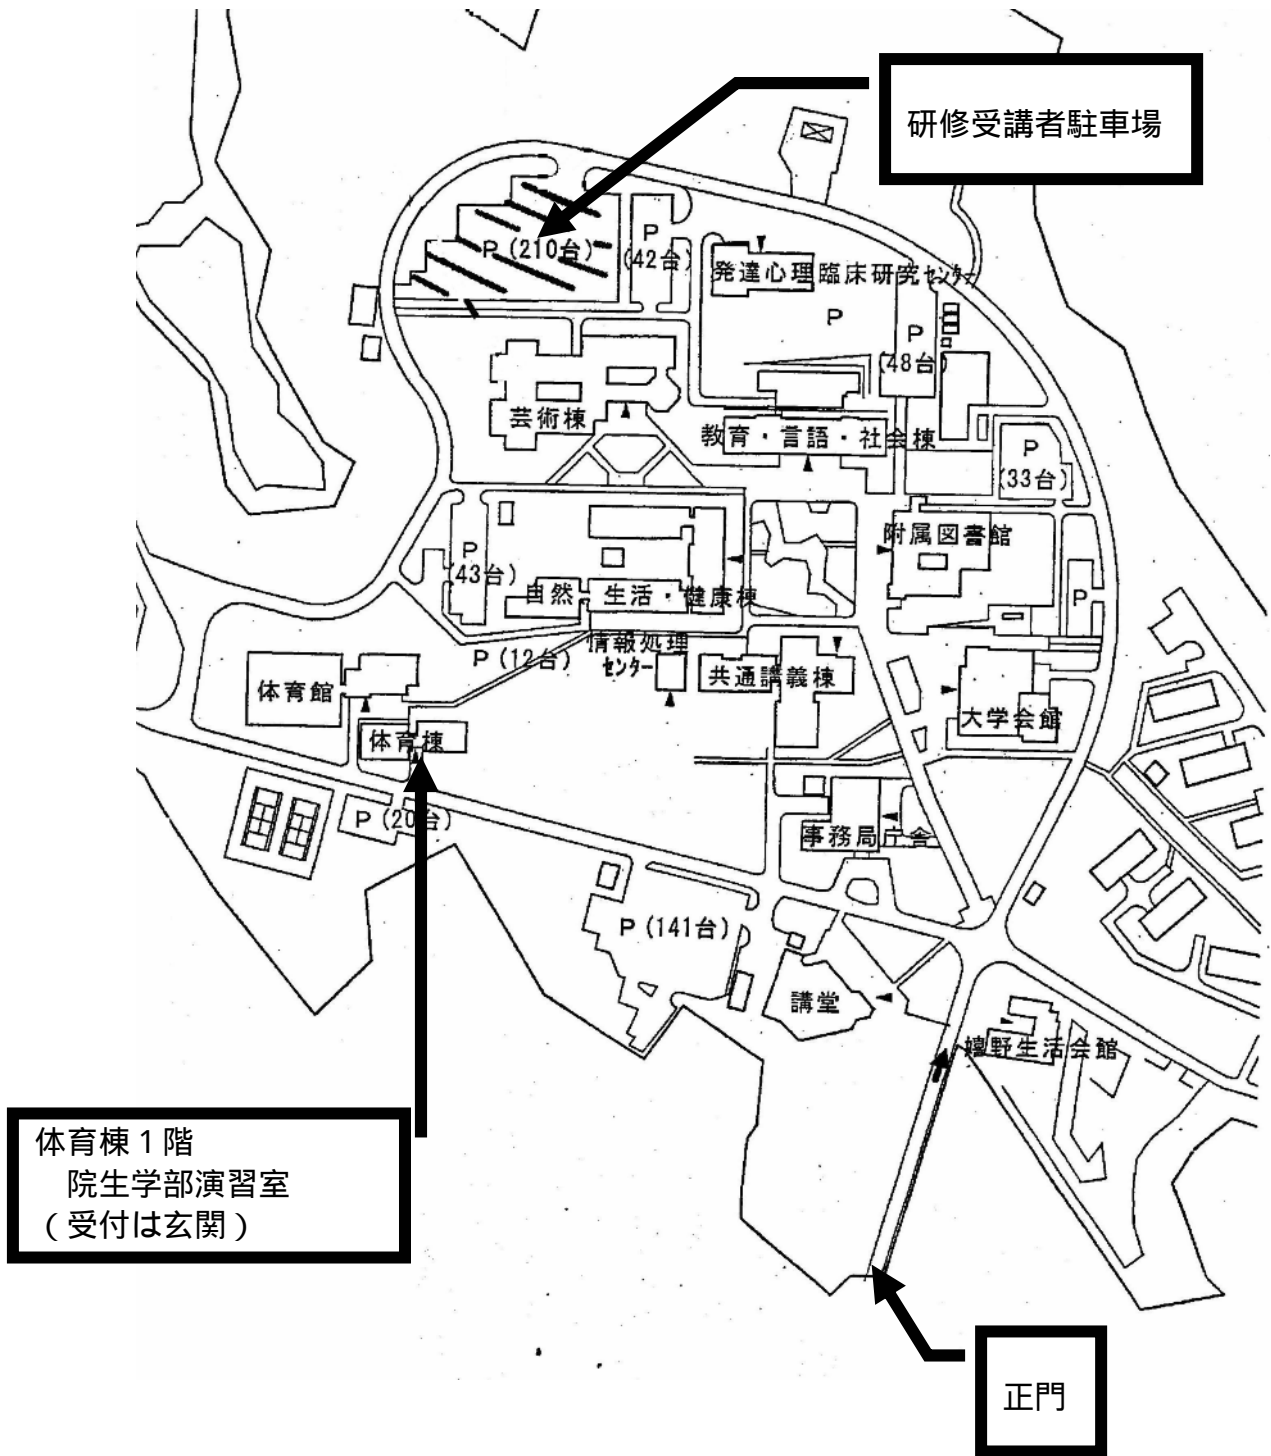 研修受講者駐車場
P(210台)
P
(42台)
発達心理臨床研究センター
P
P
(48台)
芸術棟
教育・言語・社会棟
P
(33台)
附属図書館
P
(43台)
自然・生活・健康棟
P
P(12台)
情報処理
センター
共通講義棟
体育館
大学会館
体育棟
P(20台)
事務局庁舎
P(141台)
講堂
嬉野生活会館
体育棟1階
院生学部演習室
(受付は玄関)
正門